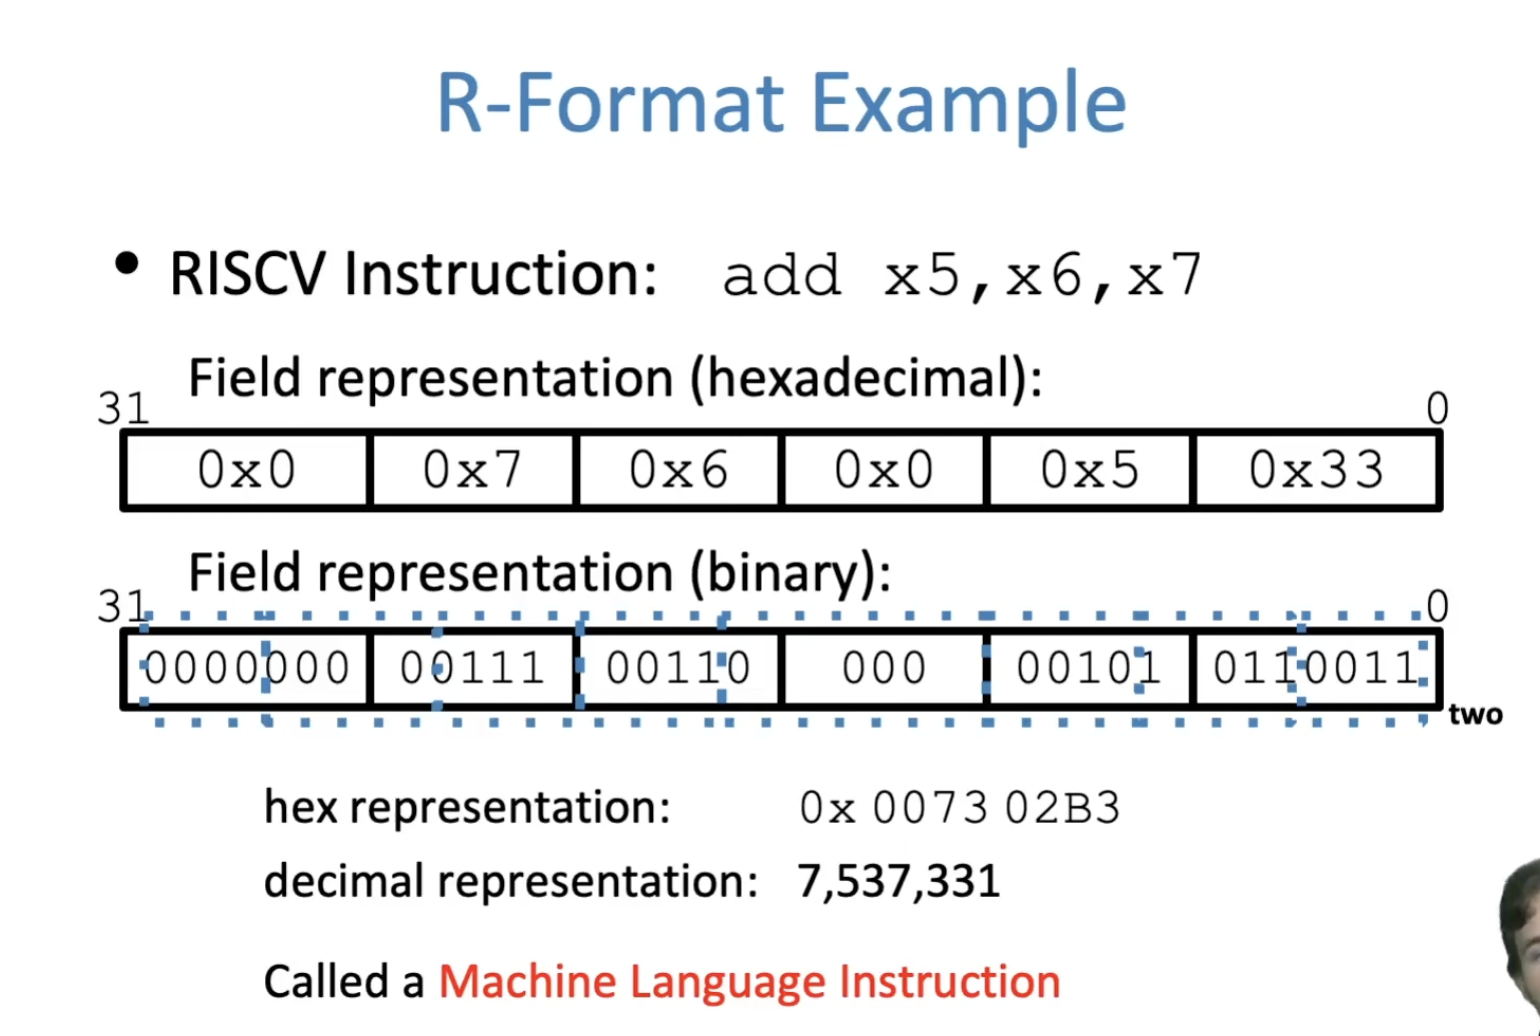 R-Format Example
• RISCV Instruction: add x5,x6,x7
Field representation (hexadecimal):
31 0
0x0 0x7 0x6 0x0 0x5 0x33
Field representation (binary):
31 0
0000000 00111 00110 000 00101 0110011 two
hex representation: 0x 0073 02B3
decimal representation: 7,537,331
Called a Machine Language Instruction